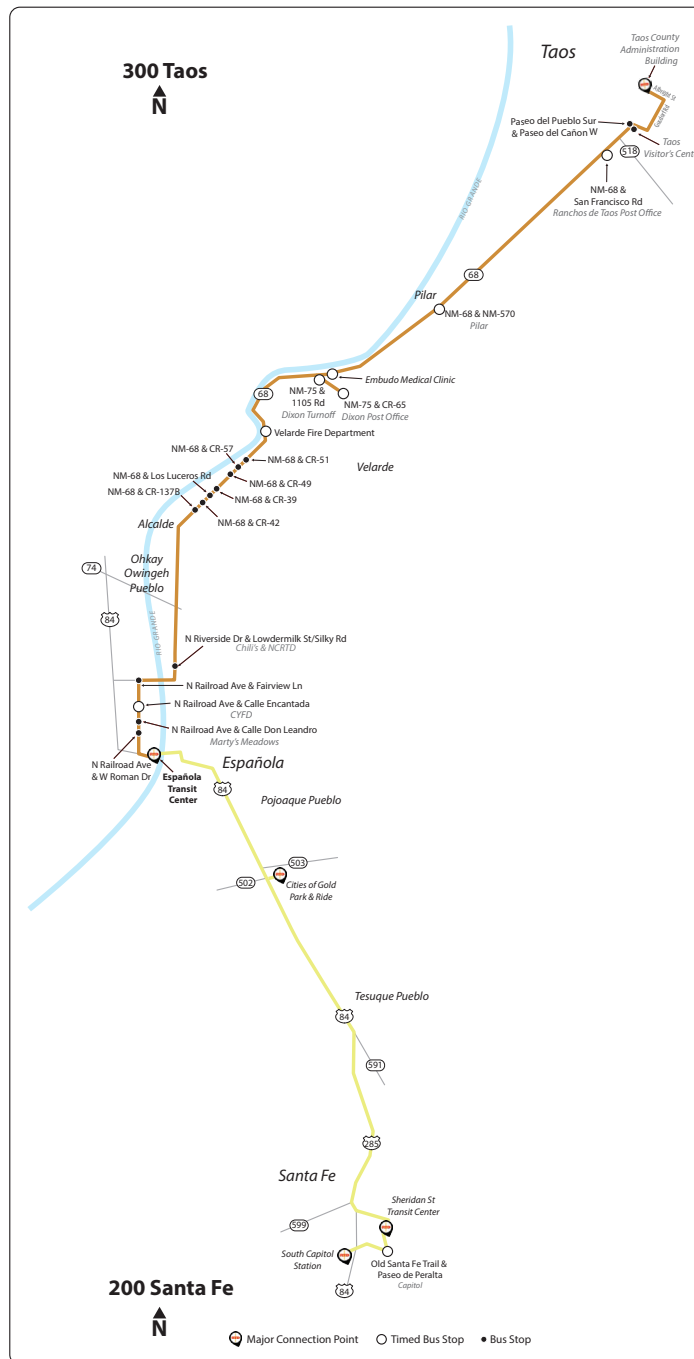 300 Taos
N
Taos
Taos County
Administration
Building
Albright St
Gusdorf Rd
Paseo del Pueblo Sur
& Paseo del Cañon W
Taos
Visitor's Cent
518
NM-68 &
San Francisco Rd
Ranchos de Taos Post Office
RIO GRANDE
68
Pilar
NM-68 & NM-570
Pilar
Embudo Medical Clinic
NM-75 &
1105 Rd
Dixon Turnoff
NM-75 & CR-65
Dixon Post Office
68
Velarde Fire Department
NM-68 & CR-57
NM-68 & CR-51
Velarde
NM-68 & Los Luceros Rd
NM-68 & CR-49
NM-68 & CR-137B
NM-68 & CR-39
Alcalde
NM-68 & CR-42
Ohkay
Owingeh
Pueblo
74
84
RIO GRANDE
N Riverside Dr & Lowdermilk St/Silky Rd
Chili's & NCRTD
N Railroad Ave & Fairview Ln
N Railroad Ave & Calle Encantada
CYFD
N Railroad Ave & Calle Don Leandro
Marty's Meadows
N Railroad Ave
& W Roman Dr
Española
Transit
Center
Española
84
Pojoaque Pueblo
503
502
Cities of Gold
Park & Ride
Tesuque Pueblo
84
591
285
Santa Fe
Sheridan St
Transit Center
599
South Capitol
Station
Old Santa Fe Trail &
Paseo de Peralta
Capitol
84
200 Santa Fe
N
Major Connection Point
Timed Bus Stop
Bus Stop